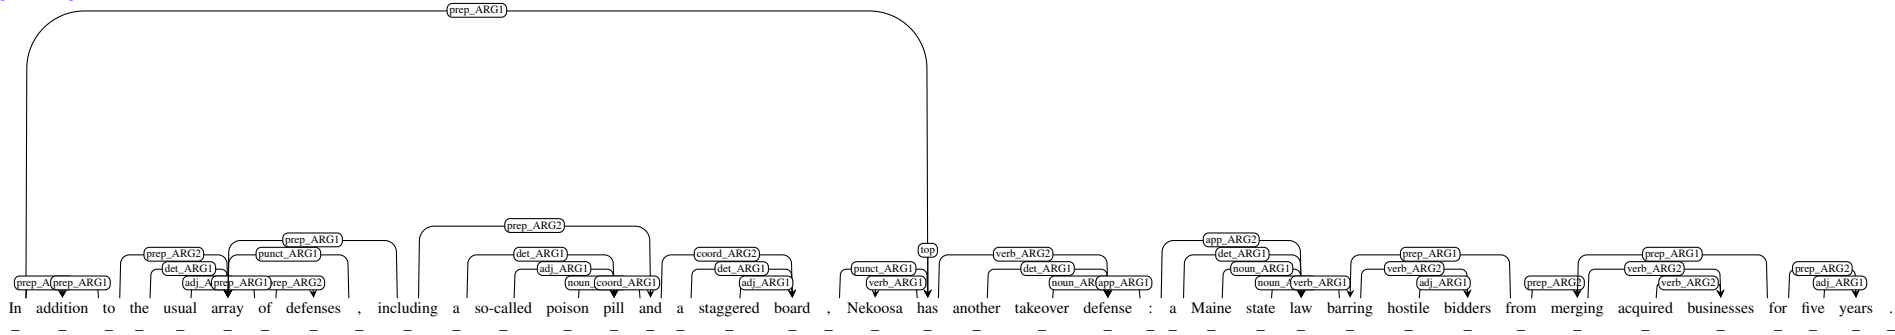 prep_ARG1
top
prep_ARG2
prep_ARG1 app_ARG2
prep_ARG2 punct_ARG1 det_ARG1 coord_ARG2 verb_ARG2 det_ARG1 prep_ARG1 prep_ARG1
det_ARG1 adj_ARG1 det_ARG1 punct_ARG1 det_ARG1 noun_ARG1 verb_ARG2 verb_ARG2 prep_ARG2
prep_ARG1 prep_ARG1 coord_ARG1 adj_ARG1 verb_ARG1 app_ARG1 verb_ARG1 adj_ARG1 prep_ARG2 verb_ARG2 adj_ARG1
In addition to the usual array of defenses , including a so-called poison pill and a staggered board , Nekoosa has another takeover defense : a Maine state law barring hostile bidders from merging acquired businesses for five years .